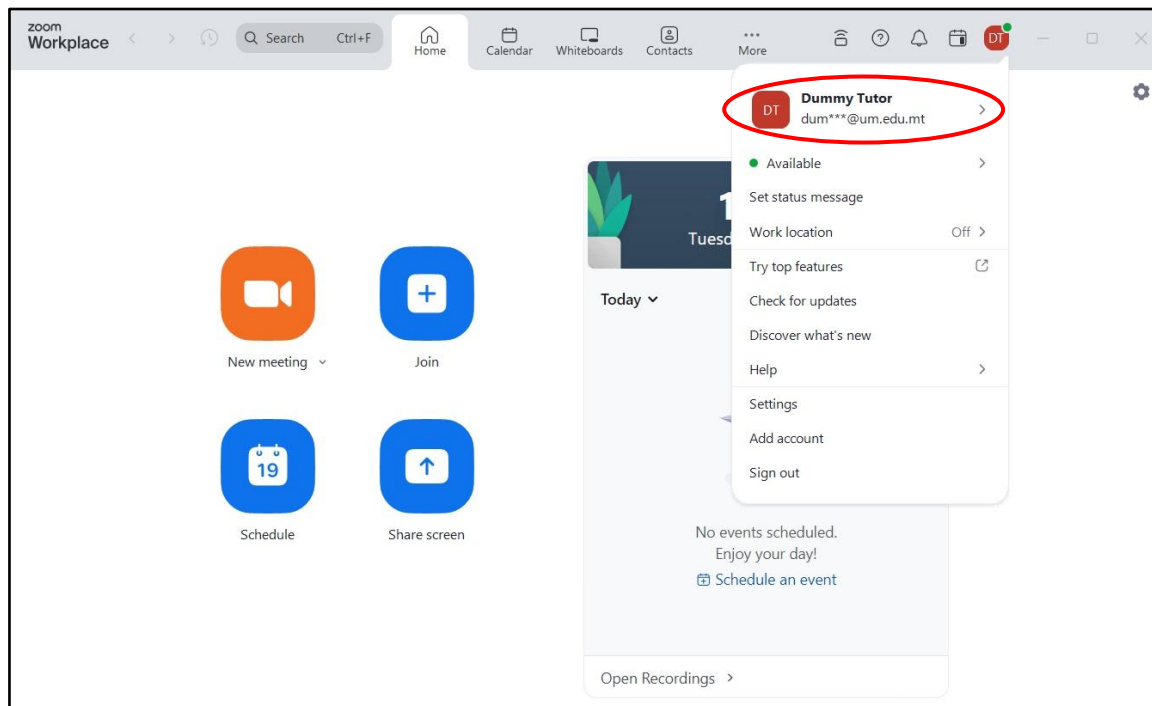 zoom
Workplace
Search Ctrl+F
Home
Calendar
Whiteboards
Contacts
More
DT
DT
Dummy Tutor
dum***@um.edu.mt
Available
Set status message
Work location Off
Try top features
Check for updates
Discover what's new
Help
Settings
Add account
Sign out
New meeting
Join
19
Schedule
Share screen
1
Tuesd
Today
No events scheduled.
Enjoy your day!
Schedule an event
Open Recordings